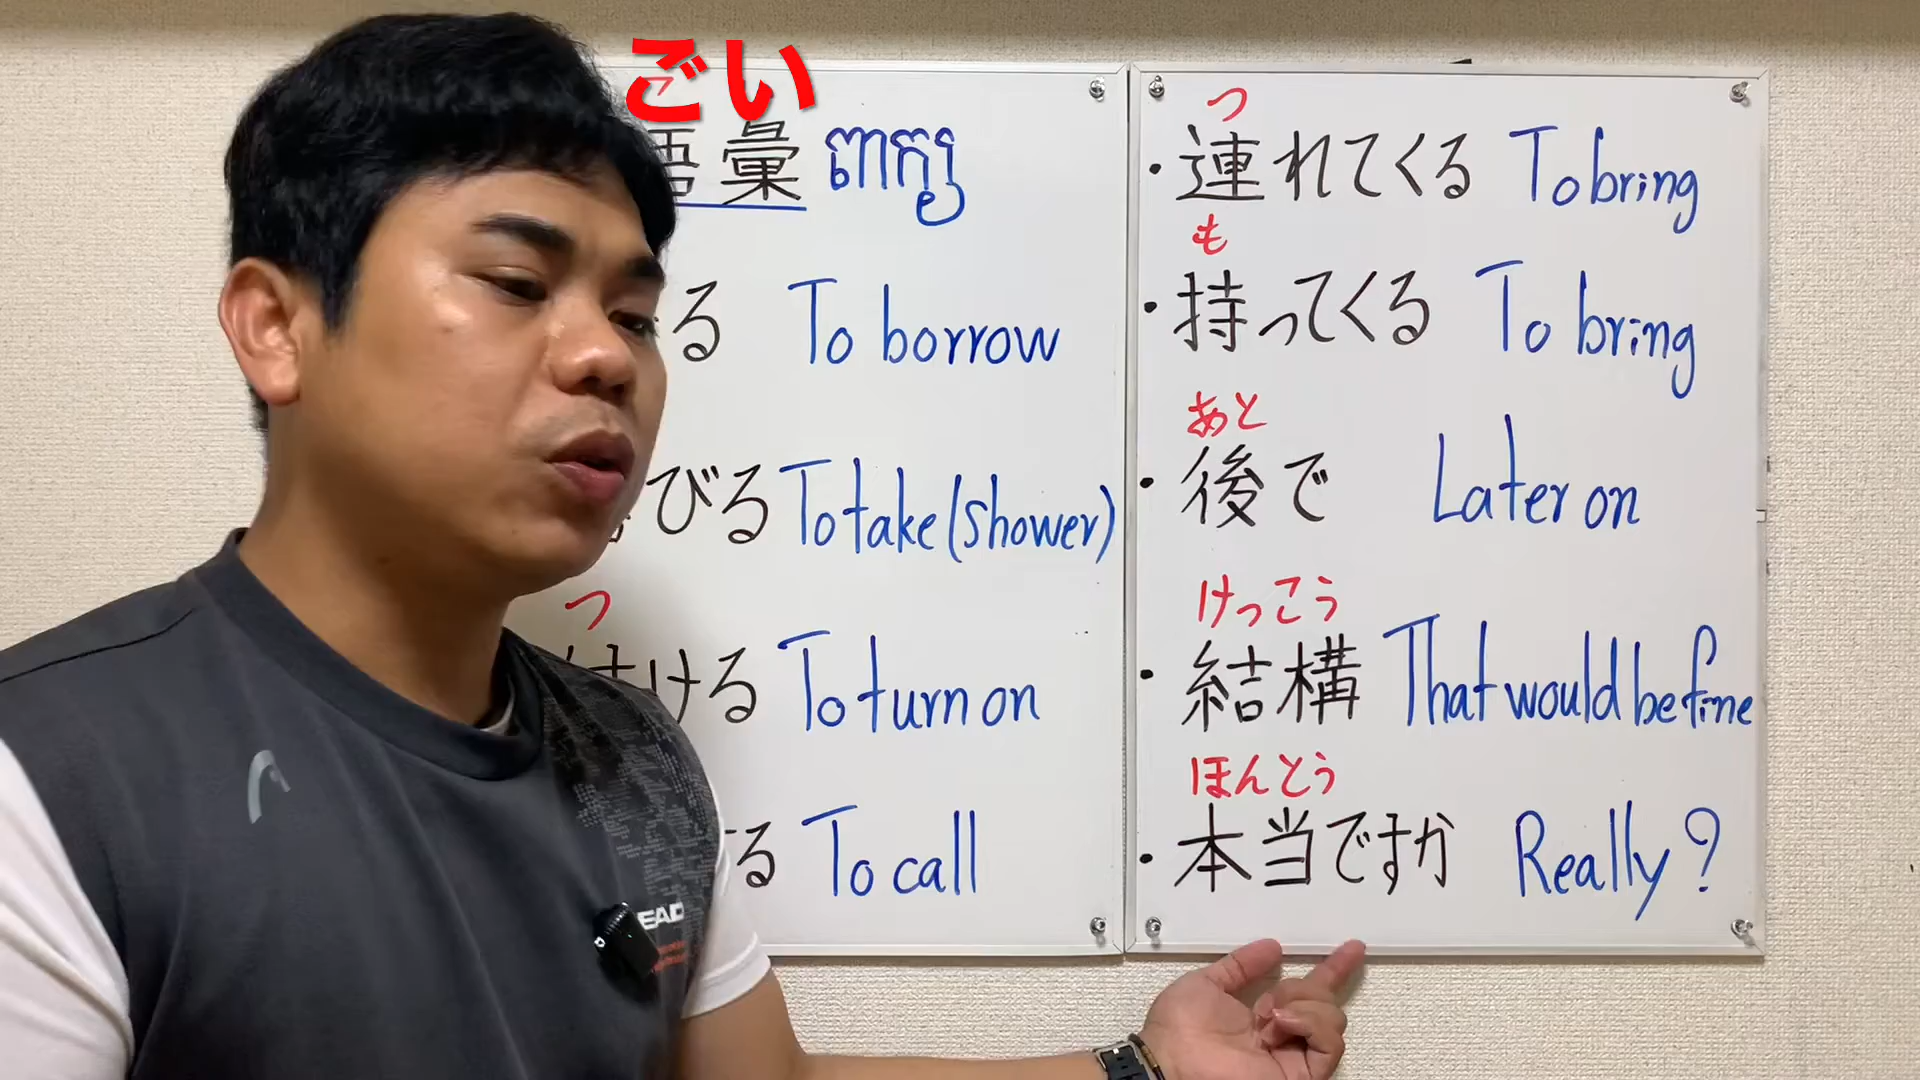 ごい
語彙 ពាក្យ
る To borrow
びる To take (shower)
つ
ける To turn on
る To call
つ
・連れてくる To bring
も
・持ってくる To bring
あと
・後で Later on
けっこう
・結構 That would be fine
ほんとう
・本当ですか Really?
EAD